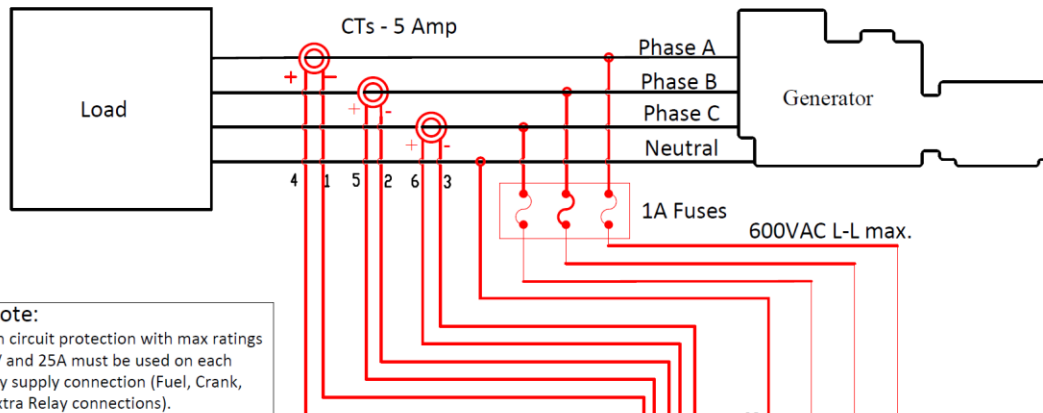 CTs - 5 Amp
Load
Phase A
Phase B
Phase C
Neutral
Generator
+ -
+ -
+ -
4 1 5 2 6 3
1A Fuses
600VAC L-L max.
ote:
n circuit protection with max ratings
/ and 25A must be used on each
y supply connection (Fuel, Crank,
xtra Relay connections).